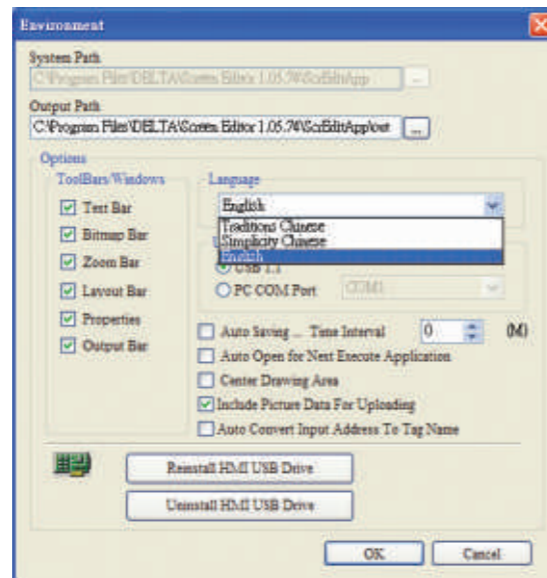 Environment
System Path
C:\Program Files\DELTA\Screen Editor 1.05.74\ScrEditApp
...
Output Path
C:\Program Files\DELTA\Screen Editor 1.05.74\ScrEditApp\out
...
Options
ToolBars/Windows
Language
Text Bar
English
Bitmap Bar
Traditions Chinese
Simplicity Chinese
English
Zoom Bar
USB 1.1
Layout Bar
PC COM Port
COM1
Properties
Auto Saving ... Time Interval 0 (M)
Output Bar
Auto Open for Next Execute Application
Center Drawing Area
Include Picture Data For Uploading
Auto Convert Input Address To Tag Name
Reinstall HMI USB Drive
Uninstall HMI USB Drive
OK
Cancel